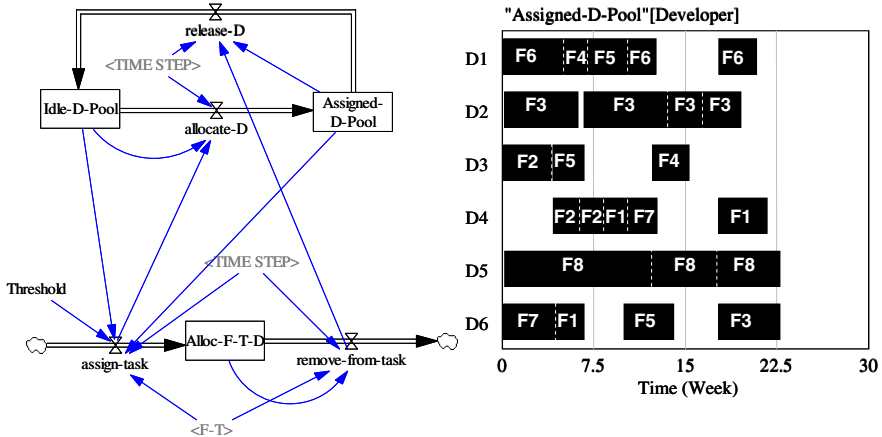 release-D
<TIME STEP>
Idle-D-Pool
Assigned-
D-Pool
allocate-D
<TIME STEP>
Threshold
Alloc-F-T-D
assign-task
remove-from-task
<F-T>
"Assigned-D-Pool"[Developer]
D1 F6 F4 F5 F6 F6
D2 F3 F3 F3 F3
D3 F2 F5 F4
D4 F2 F2 F1 F7 F1
D5 F8 F8 F8
D6 F7 F1 F5 F3
0 7.5 15 22.5 30
Time (Week)